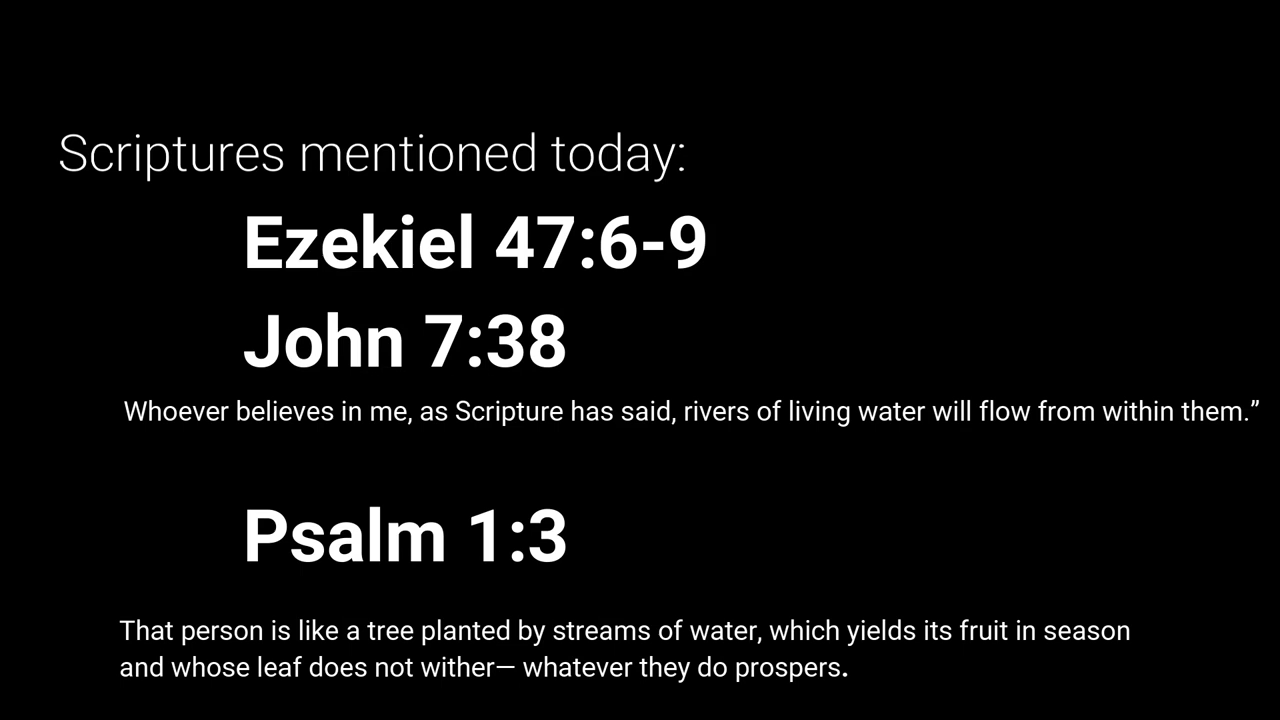 Scriptures mentioned today:
Ezekiel 47:6-9
John 7:38
Whoever believes in me, as Scripture has said, rivers of living water will flow from within them.”
Psalm 1:3
That person is like a tree planted by streams of water, which yields its fruit in season
and whose leaf does not wither— whatever they do prospers.